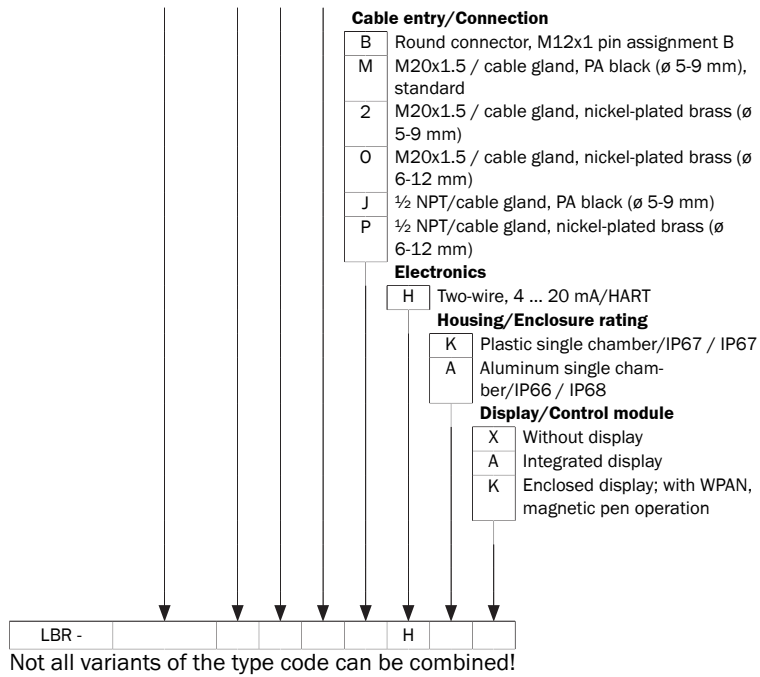 Cable entry/Connection
B Round connector, M12x1 pin assignment B
M M20x1.5 / cable gland, PA black (ø 5-9 mm),
standard
2 M20x1.5 / cable gland, nickel-plated brass (ø
5-9 mm)
0 M20x1.5 / cable gland, nickel-plated brass (ø
6-12 mm)
J ½ NPT/cable gland, PA black (ø 5-9 mm)
P ½ NPT/cable gland, nickel-plated brass (ø
6-12 mm)
Electronics
H Two-wire, 4 ... 20 mA/HART
Housing/Enclosure rating
K Plastic single chamber/IP67 / IP67
A Aluminum single cham-
ber/IP66 / IP68
Display/Control module
X Without display
A Integrated display
K Enclosed display; with WPAN,
magnetic pen operation
LBR - H
Not all variants of the type code can be combined!